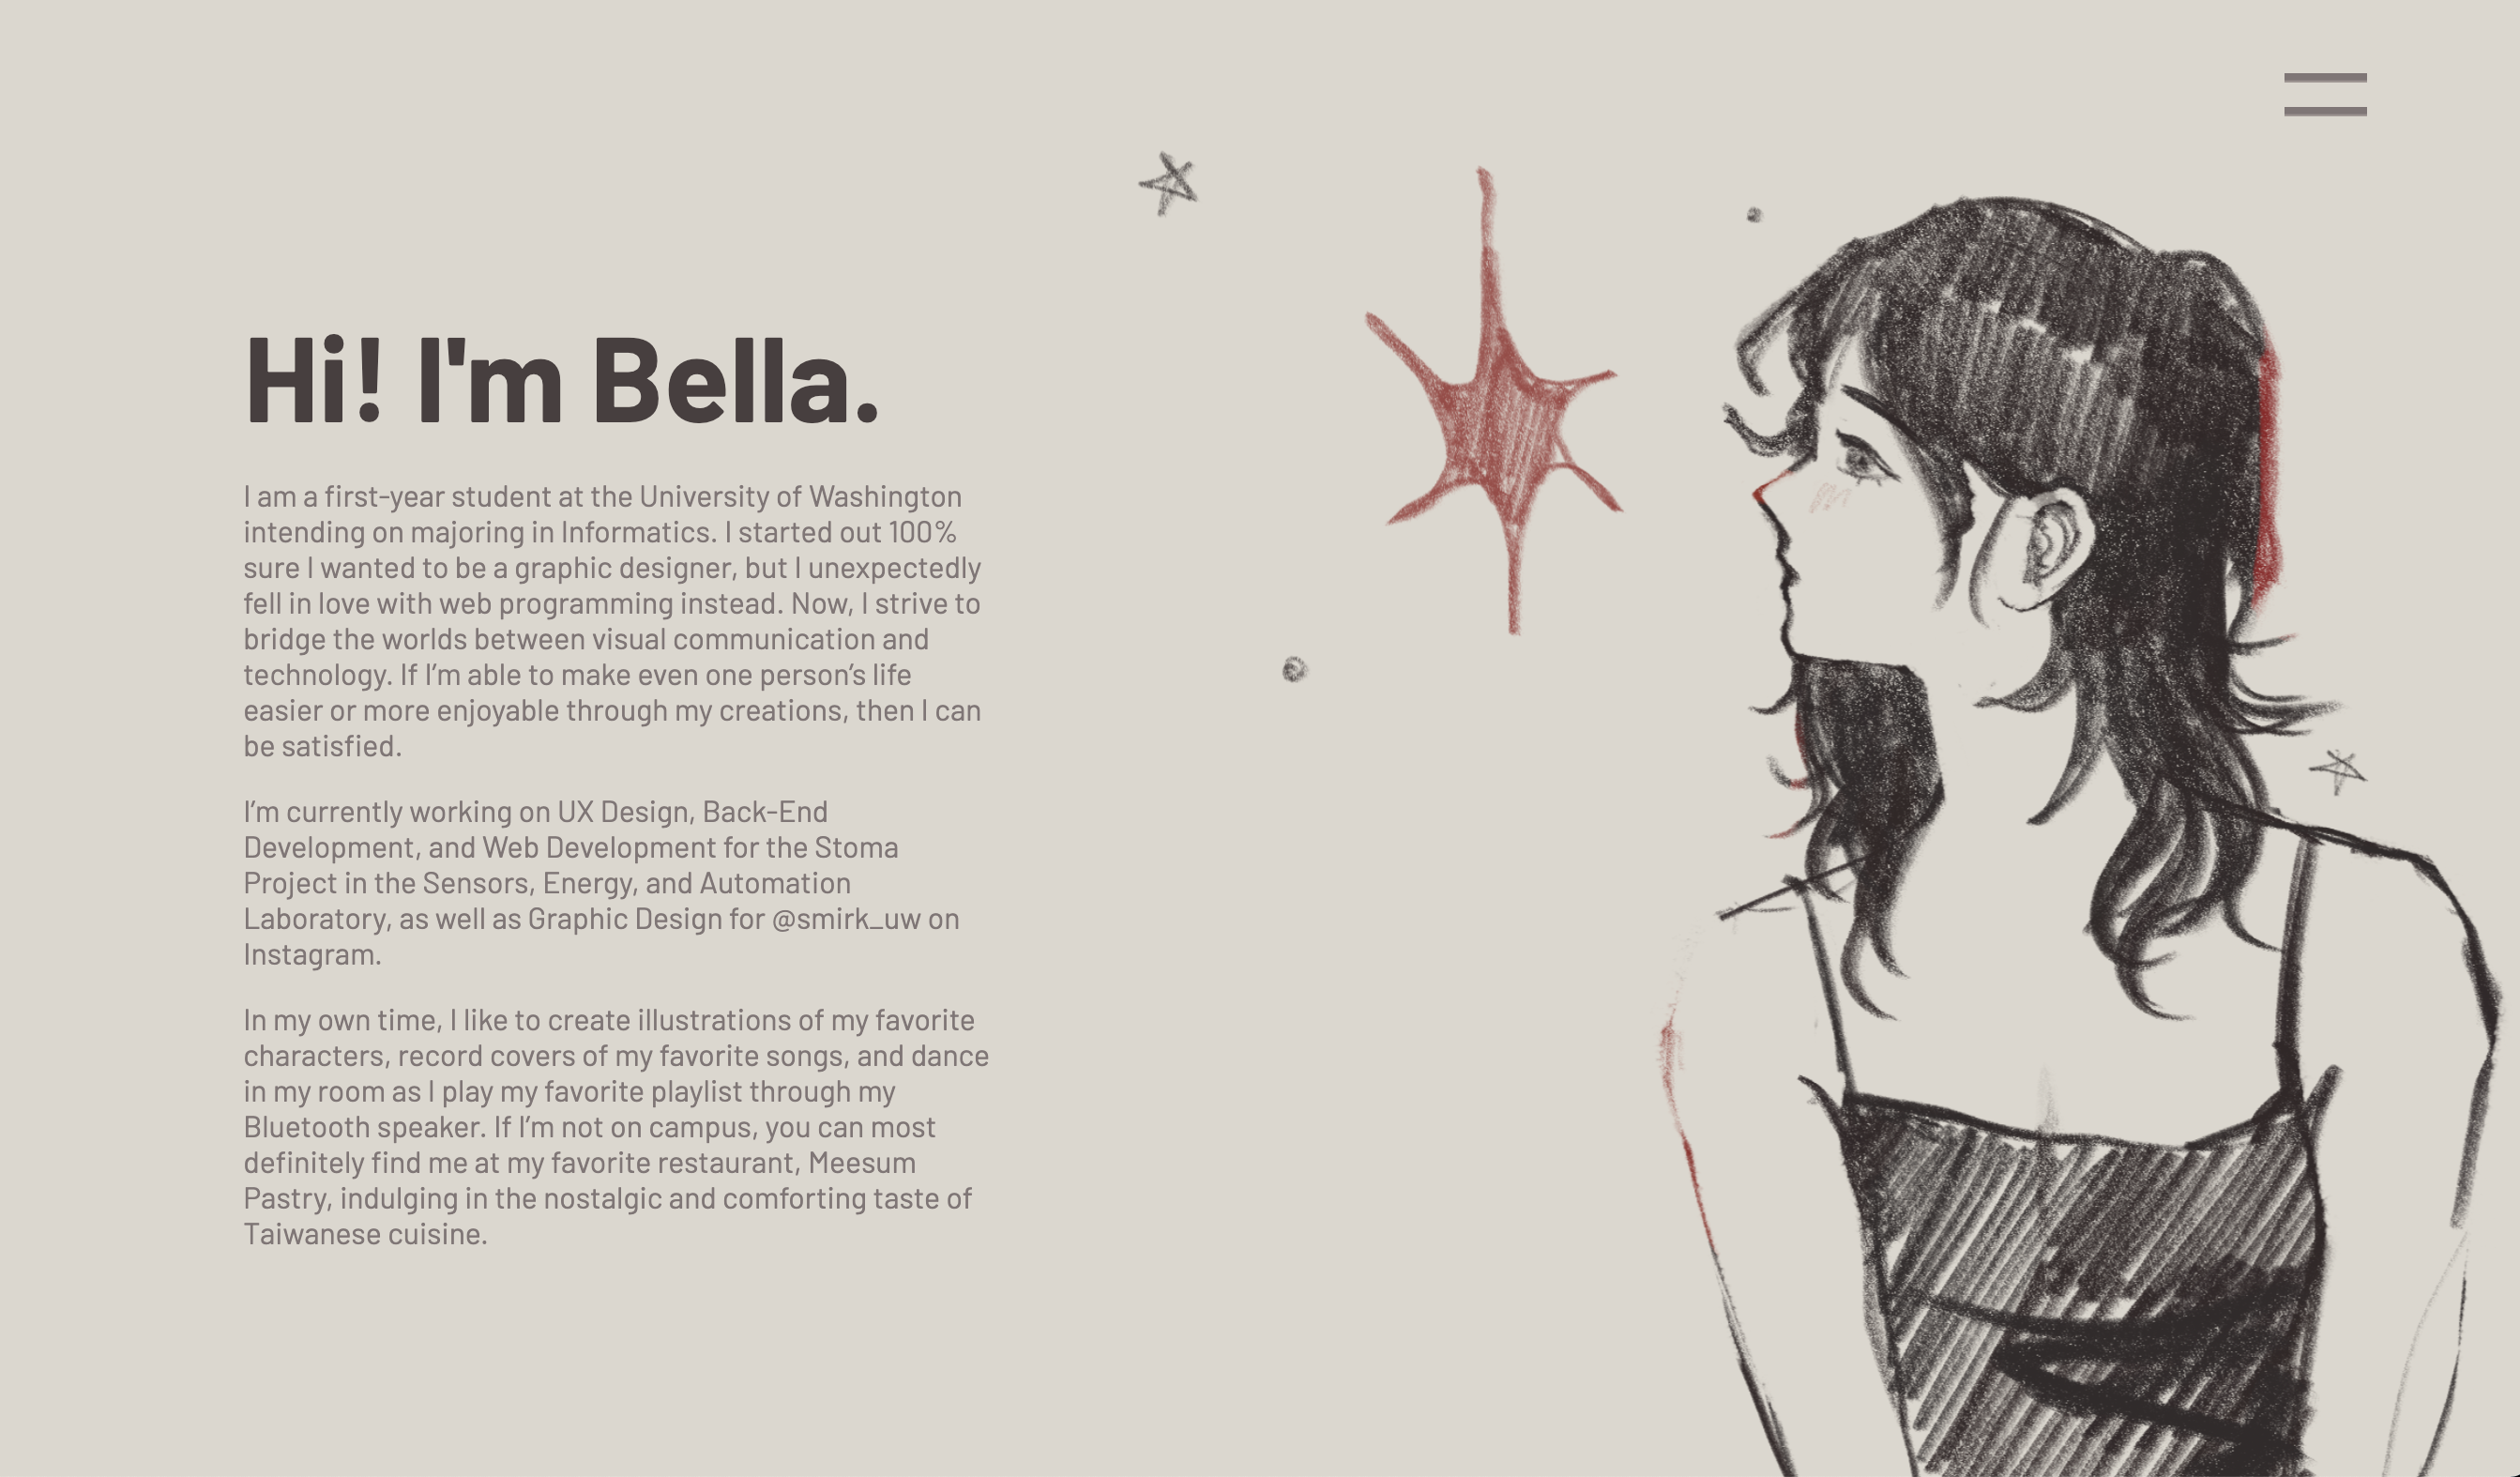 Hi! I'm Bella.
I am a first-year student at the University of Washington
intending on majoring in Informatics. I started out 100%
sure I wanted to be a graphic designer, but I unexpectedly
fell in love with web programming instead. Now, I strive to
bridge the worlds between visual communication and
technology. If I’m able to make even one person’s life
easier or more enjoyable through my creations, then I can
be satisfied.
I’m currently working on UX Design, Back-End
Development, and Web Development for the Stoma
Project in the Sensors, Energy, and Automation
Laboratory, as well as Graphic Design for @smirk_uw on
Instagram.
In my own time, I like to create illustrations of my favorite
characters, record covers of my favorite songs, and dance
in my room as I play my favorite playlist through my
Bluetooth speaker. If I’m not on campus, you can most
definitely find me at my favorite restaurant, Meesum
Pastry, indulging in the nostalgic and comforting taste of
Taiwanese cuisine.